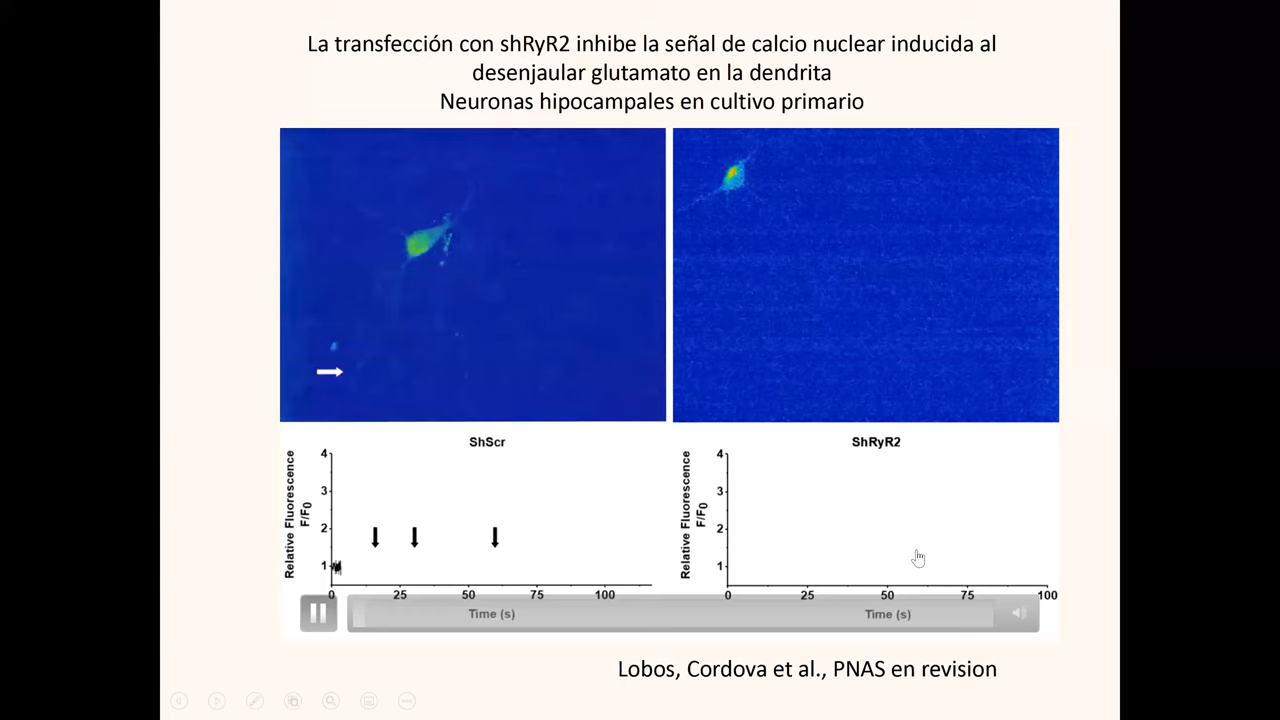 La transfección con shRyR2 inhibe la señal de calcio nuclear inducida al
desenjaular glutamato en la dendrita
Neuronas hipocampales en cultivo primario
ShScr
Relative Fluorescence
F/F0
4
3
2
1
0 25 50 75 100
Time (s)
ShRyR2
Relative Fluorescence
F/F0
4
3
2
1
0 25 50 75 100
Time (s)
Lobos, Cordova et al., PNAS en revision